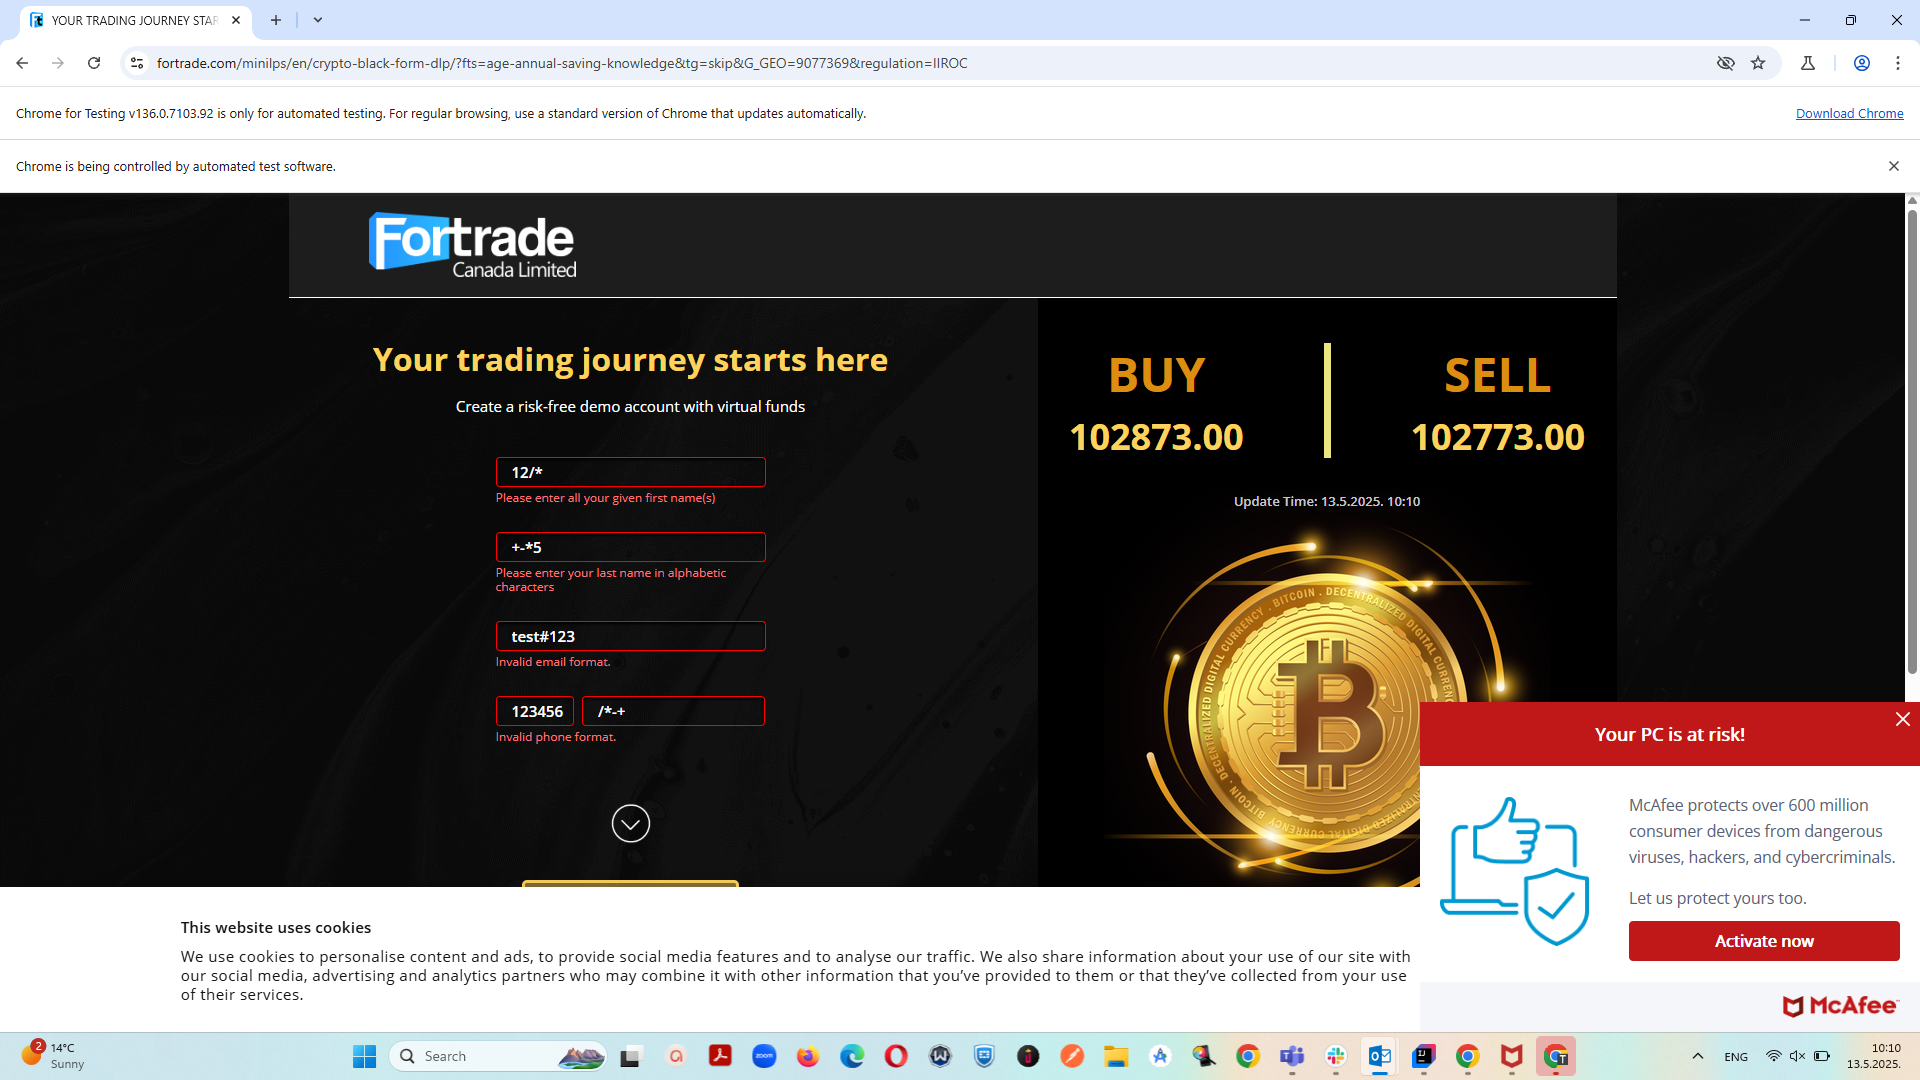 YOUR TRADING JOURNEY STAR
fortrade.com/minilps/en/crypto-black-form-dlp/?fts=age-annual-saving-knowledge&tg=skip&G_GEO=9077369&regulation=IIROC
Chrome for Testing v136.0.7103.92 is only for automated testing. For regular browsing, use a standard version of Chrome that updates automatically.
Download Chrome
Chrome is being controlled by automated test software.
Fortrade
Canada Limited
Your trading journey starts here
Create a risk-free demo account with virtual funds
12/*
Please enter all your given first name(s)
+-*5
Please enter your last name in alphabetic
characters
test#123
Invalid email format.
123456 /*-+
Invalid phone format.
BUY SELL
102873.00 102773.00
Update Time: 13.5.2025. 10:10
DECENTRALIZED DIGITAL CURRENCY · BITCOIN · DECENTRALIZED DIGITAL CURRENCY
Your PC is at risk!
McAfee protects over 600 million
consumer devices from dangerous
viruses, hackers, and cybercriminals.
Let us protect yours too.
Activate now
McAfee
This website uses cookies
We use cookies to personalise content and ads, to provide social media features and to analyse our traffic. We also share information about your use of our site with
our social media, advertising and analytics partners who may combine it with other information that you've provided to them or that they've collected from your use
of their services.
2
14°C
Sunny
Search
zoom
ENG
10:10
13.5.2025.